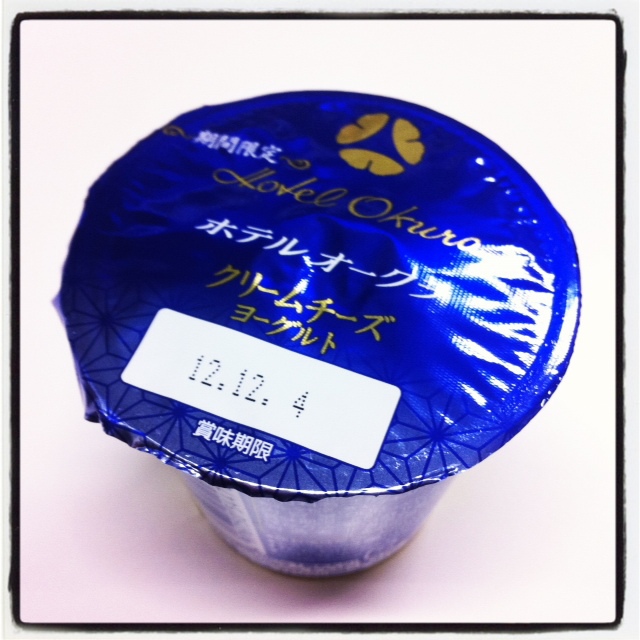 期間限定
Hotel Okura
ホテルオークラ
クリームチーズ
ヨーグルト
12.12. 4
賞味期限